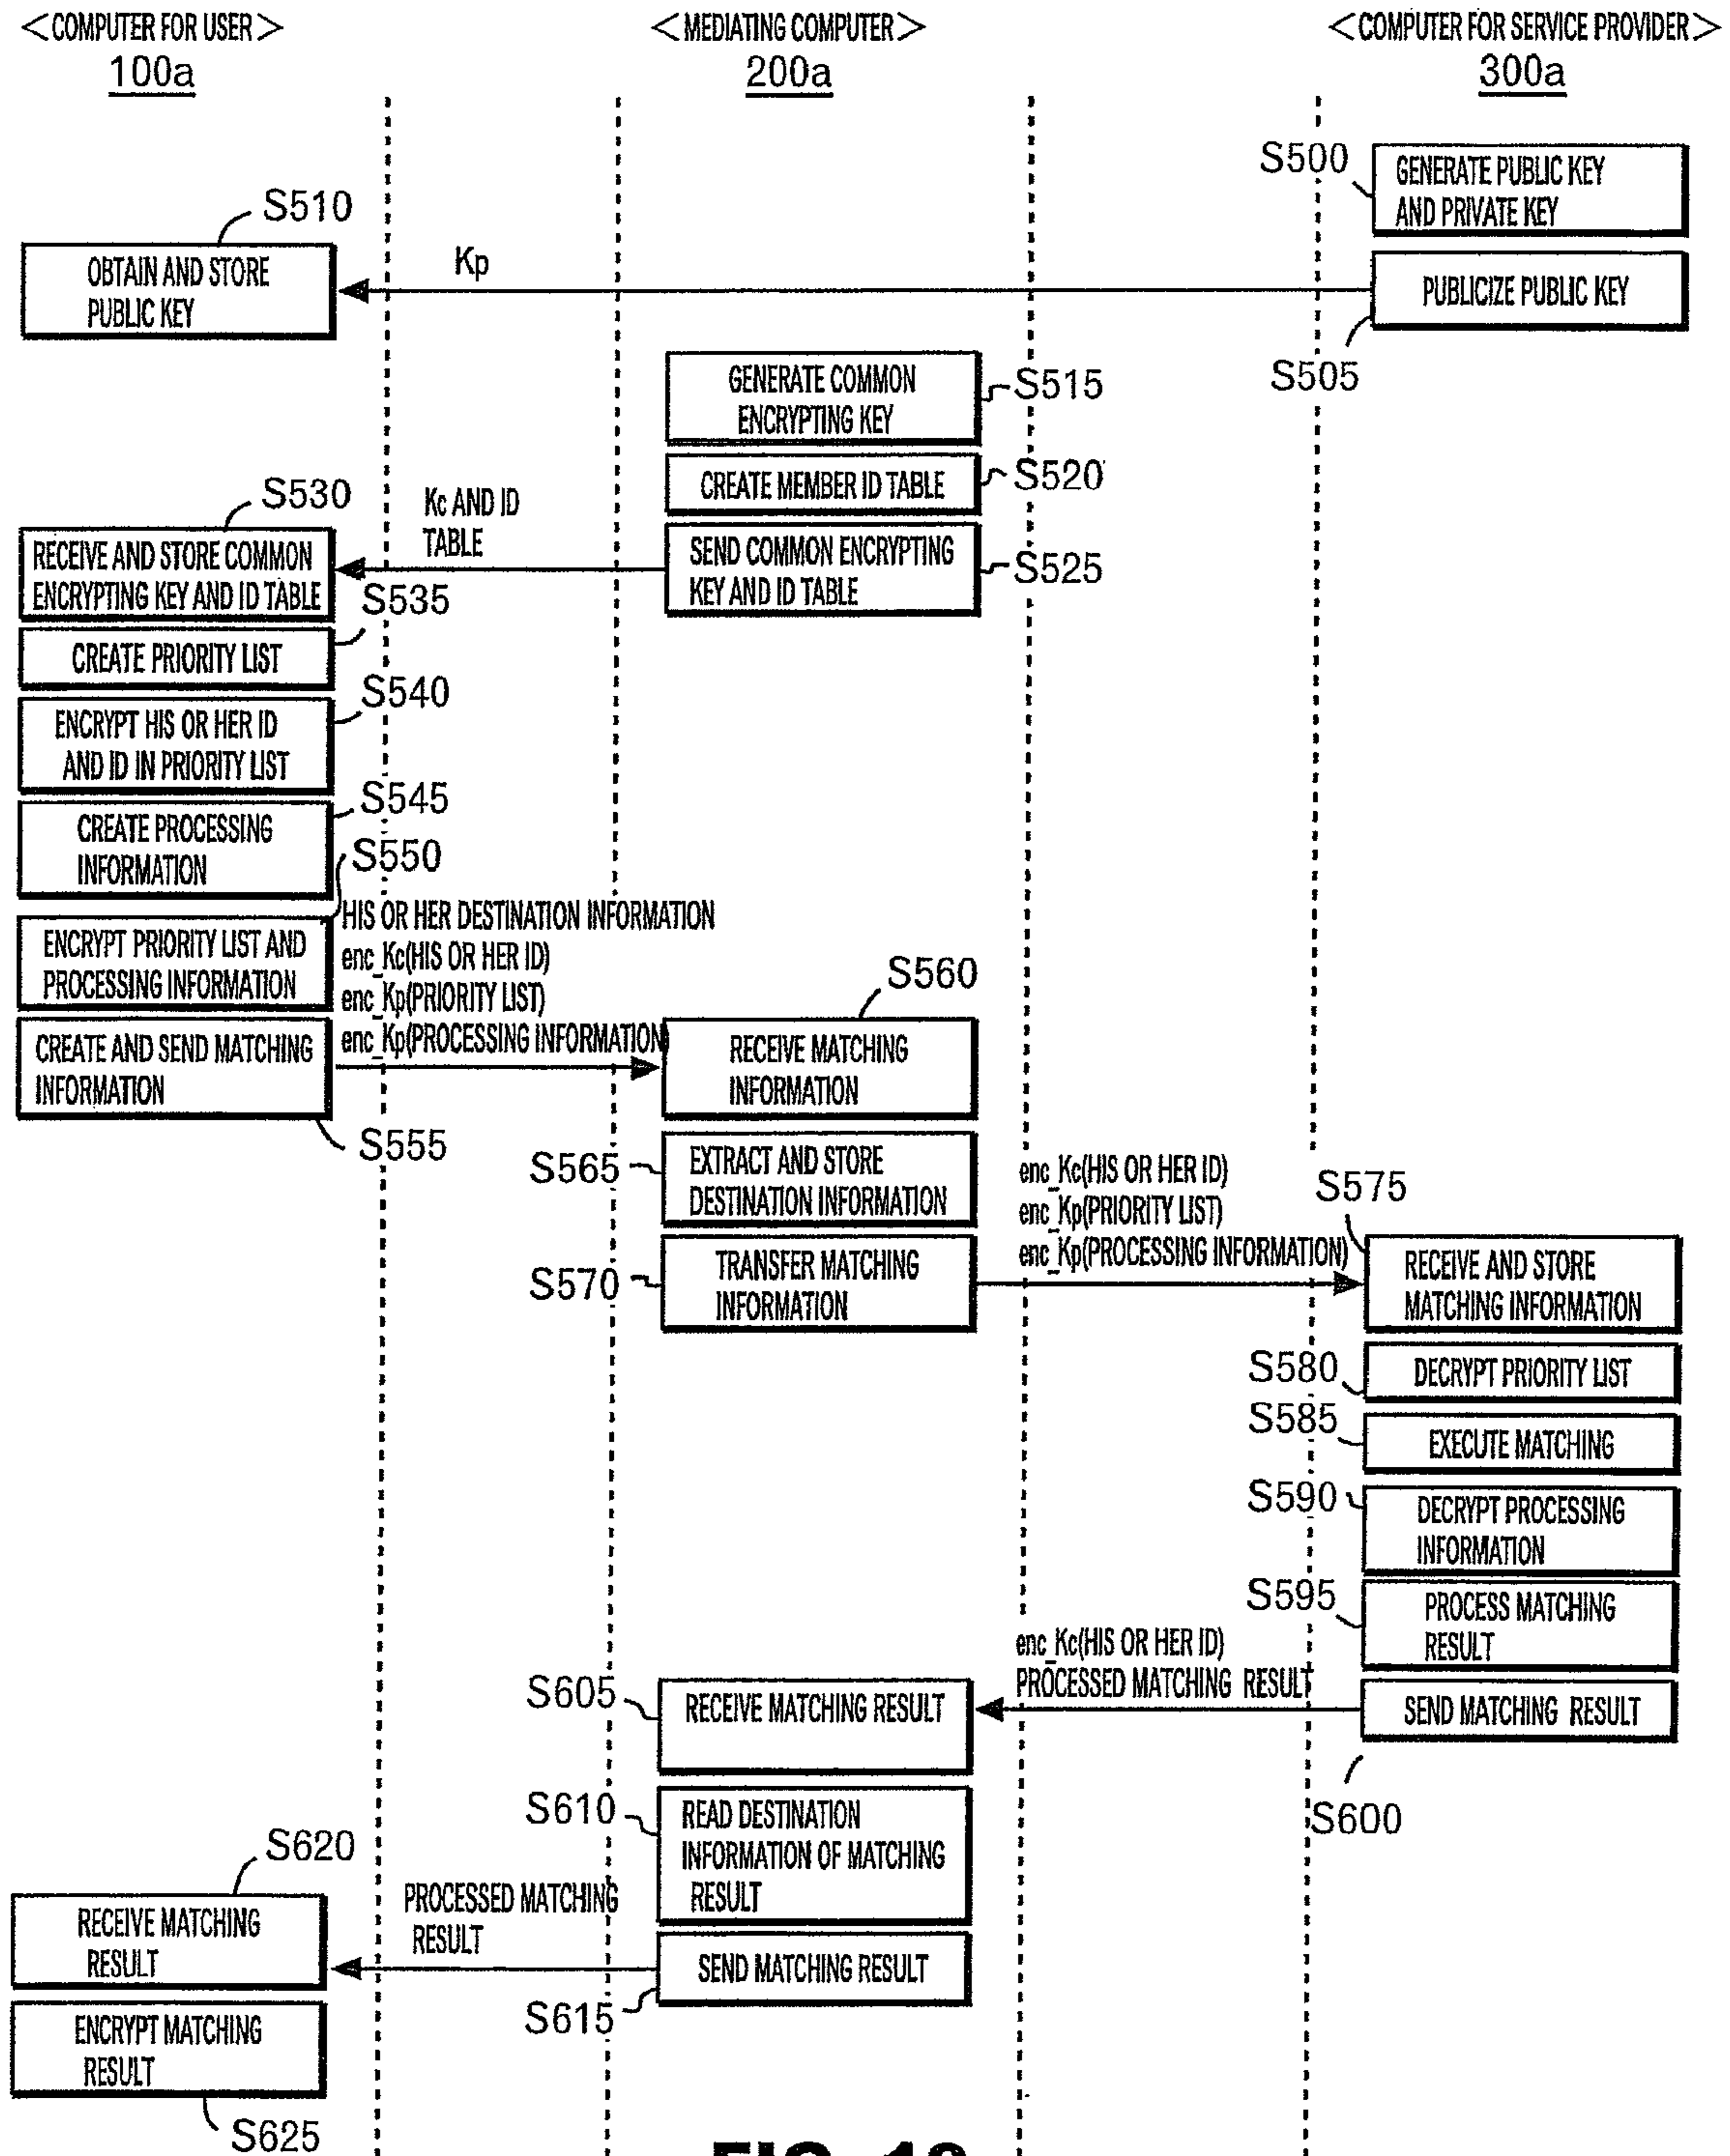 <COMPUTER FOR USER>
100a
<MEDIATING COMPUTER>
200a
<COMPUTER FOR SERVICE PROVIDER>
300a
S500
GENERATE PUBLIC KEY
AND PRIVATE KEY
S510
OBTAIN AND STORE
PUBLIC KEY
Kp
PUBLICIZE PUBLIC KEY
S505
GENERATE COMMON
ENCRYPTING KEY
S515
CREATE MEMBER ID TABLE
S520
S530
Kc AND ID
TABLE
RECEIVE AND STORE COMMON
ENCRYPTING KEY AND ID TABLE
SEND COMMON ENCRYPTING
KEY AND ID TABLE
S525
S535
CREATE PRIORITY LIST
S540
ENCRYPT HIS OR HER ID
AND ID IN PRIORITY LIST
S545
CREATE PROCESSING
INFORMATION
S550
ENCRYPT PRIORITY LIST AND
PROCESSING INFORMATION
HIS OR HER DESTINATION INFORMATION
enc_Kc(HIS OR HER ID)
enc_Kp(PRIORITY LIST)
enc_Kp(PROCESSING INFORMATION)
CREATE AND SEND MATCHING
INFORMATION
S555
S560
RECEIVE MATCHING
INFORMATION
S565
EXTRACT AND STORE
DESTINATION INFORMATION
S570
TRANSFER MATCHING
INFORMATION
enc_Kc(HIS OR HER ID)
enc_Kp(PRIORITY LIST)
enc_Kp(PROCESSING INFORMATION)
S575
RECEIVE AND STORE
MATCHING INFORMATION
S580
DECRYPT PRIORITY LIST
S585
EXECUTE MATCHING
S590
DECRYPT PROCESSING
INFORMATION
S595
PROCESS MATCHING
RESULT
enc_Kc(HIS OR HER ID)
PROCESSED MATCHING RESULT
SEND MATCHING RESULT
S600
S605
RECEIVE MATCHING RESULT
S610
READ DESTINATION
INFORMATION OF MATCHING
RESULT
S620
RECEIVE MATCHING
RESULT
PROCESSED MATCHING
RESULT
SEND MATCHING RESULT
S615
ENCRYPT MATCHING
RESULT
S625